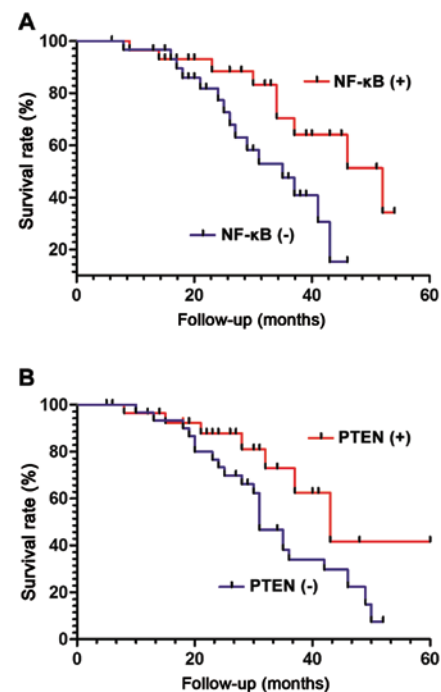 A
100
80
60
40
20
Survival rate (%)
NF-κB (+)
NF-κB (-)
0 20 40 60
Follow-up (months)
B
100
80
60
40
20
0
Survival rate (%)
PTEN (+)
PTEN (-)
0 20 40 60
Follow-up (months)